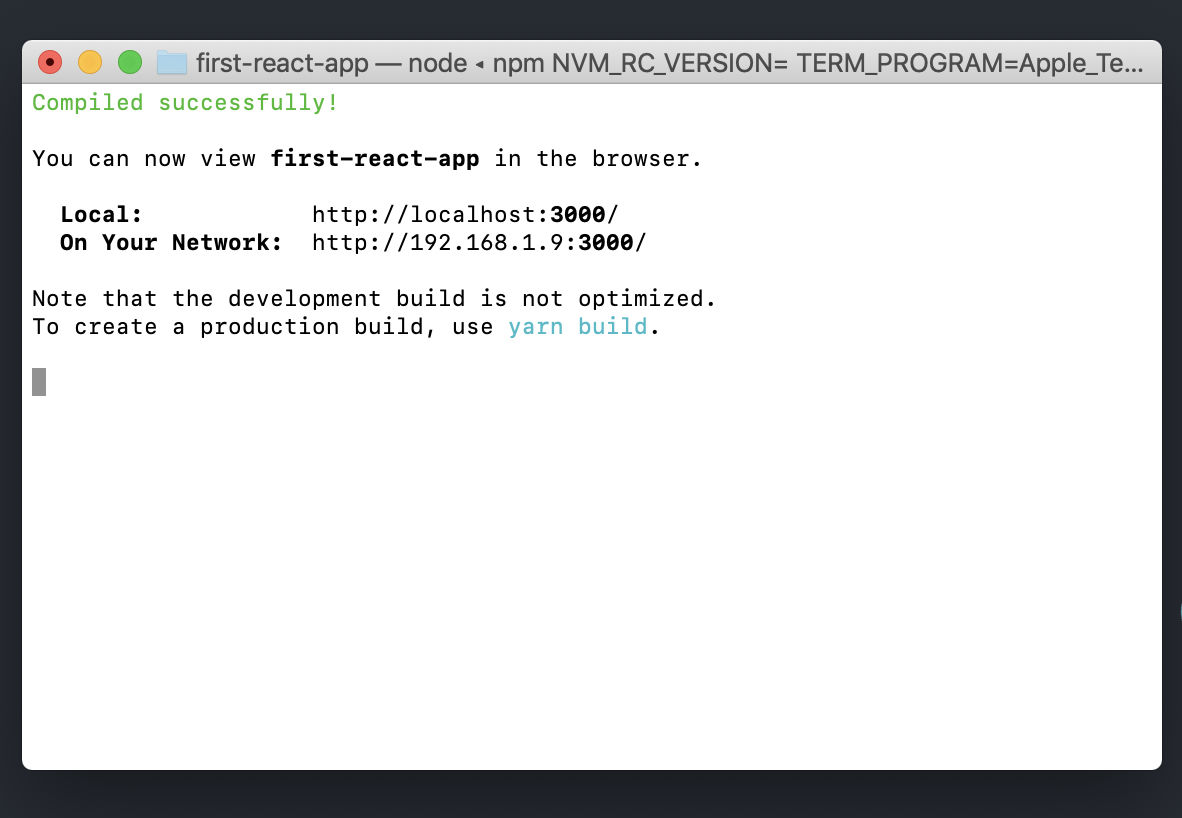 first-react-app — node ◂ npm NVM_RC_VERSION= TERM_PROGRAM=Apple_Te...
Compiled successfully!
You can now view first-react-app in the browser.
Local: http://localhost:3000/
On Your Network: http://192.168.1.9:3000/
Note that the development build is not optimized.
To create a production build, use yarn build.